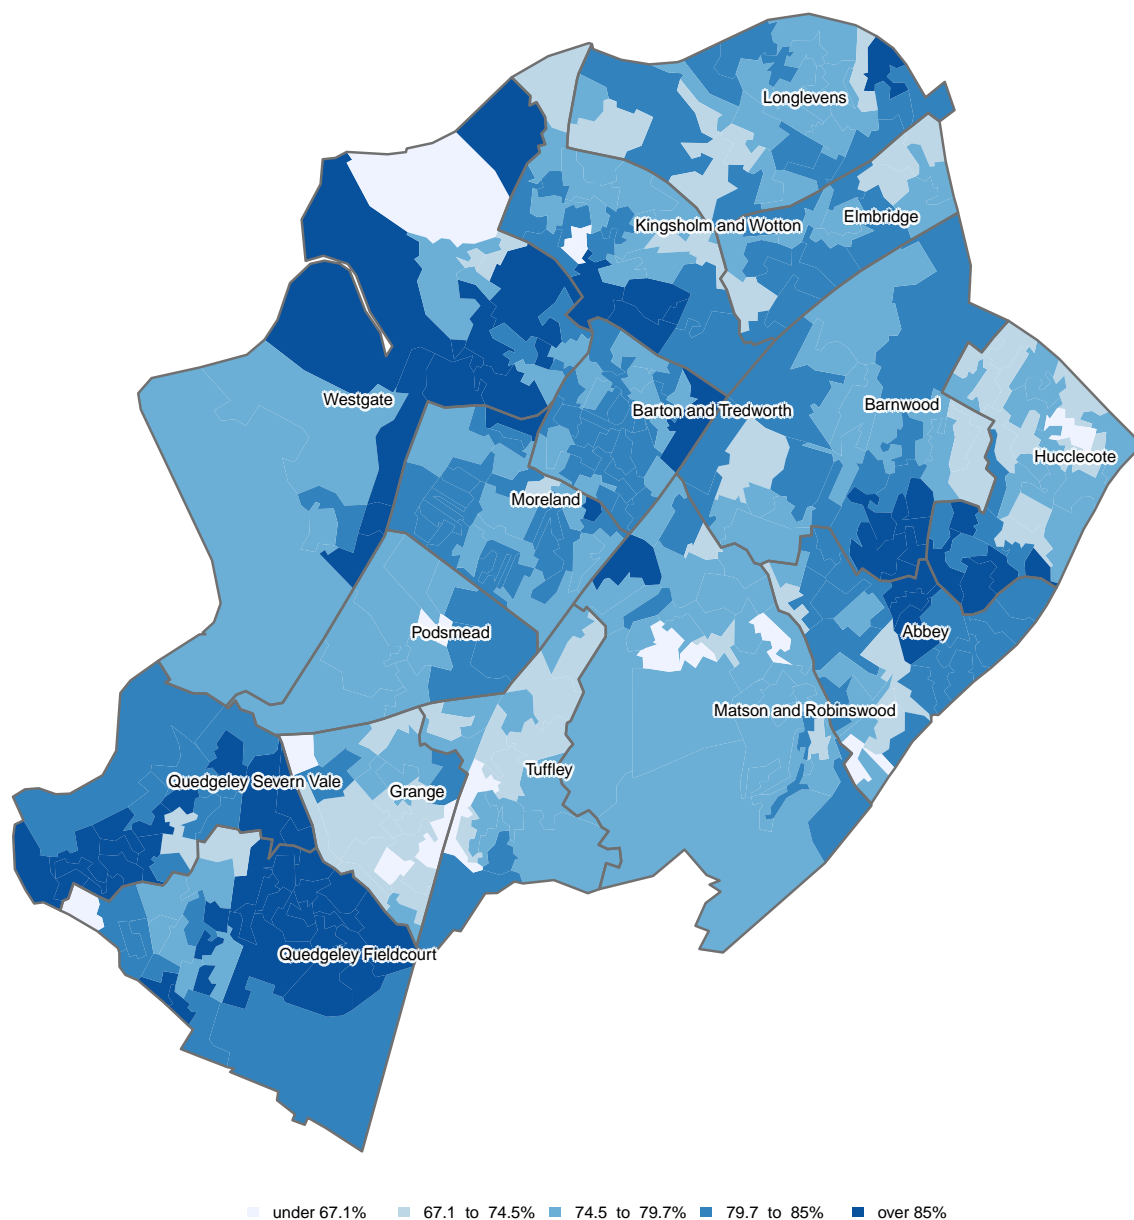 Longlevens
Elmbridge
Kingsholm and Wotton
Westgate
Barton and Tredworth
Barnwood
Hucclecote
Moreland
Podsmead
Abbey
Matson and Robinswood
Tuffley
Quedgeley Severn Vale
Grange
Quedgeley Fieldcourt
under 67.1% 67.1 to 74.5% 74.5 to 79.7% 79.7 to 85% over 85%